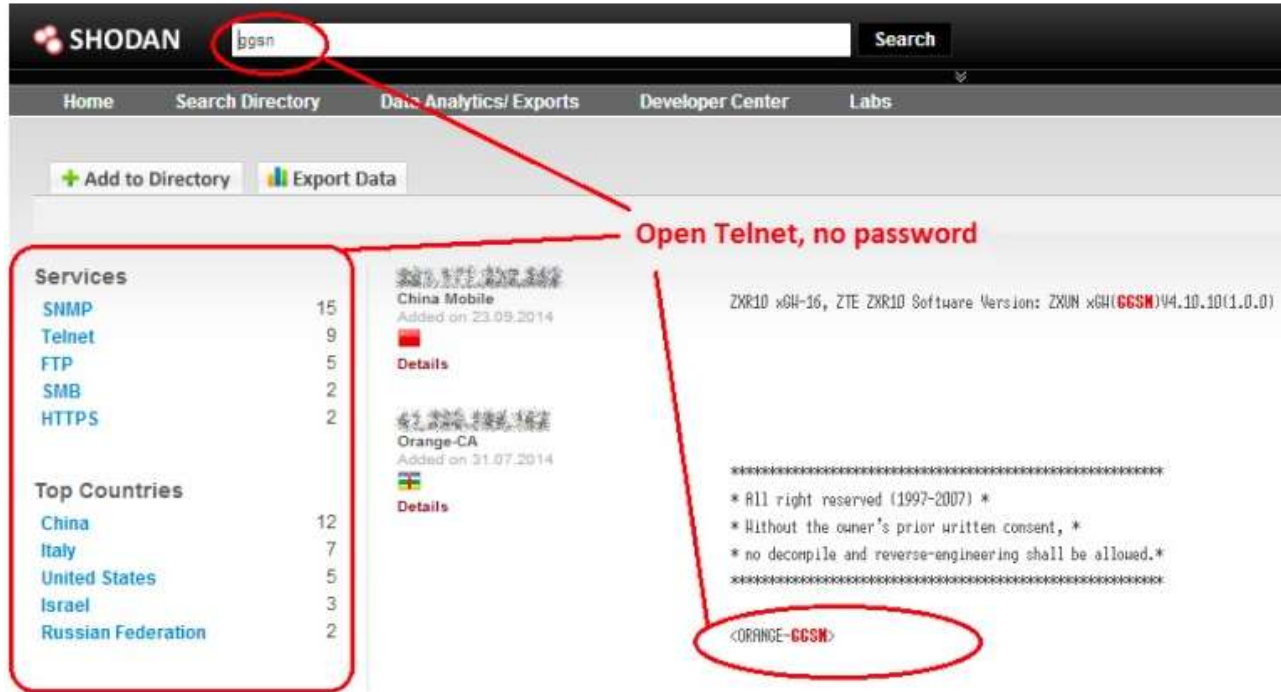 SHODAN
ggsn
Search
Home Search Directory Data Analytics/ Exports Developer Center Labs
Add to Directory Export Data
Open Telnet, no password
Services
SNMP 15
Telnet 9
FTP 5
SMB 2
HTTPS 2
Top Countries
China 12
Italy 7
United States 5
Israel 3
Russian Federation 2
China Mobile
Added on 23.09.2014
Details
Orange-CA
Added on 31.07.2014
Details
ZXR10 xGW-16, ZTE ZXR10 Software Version: ZXUN xGW(GGSN)V4.10.10(1.0.0)
*********************************************************
* All right reserved (1997-2007) *
* Without the owner's prior written consent, *
* no decompile and reverse-engineering shall be allowed.*
*********************************************************
<ORANGE-GGSN>